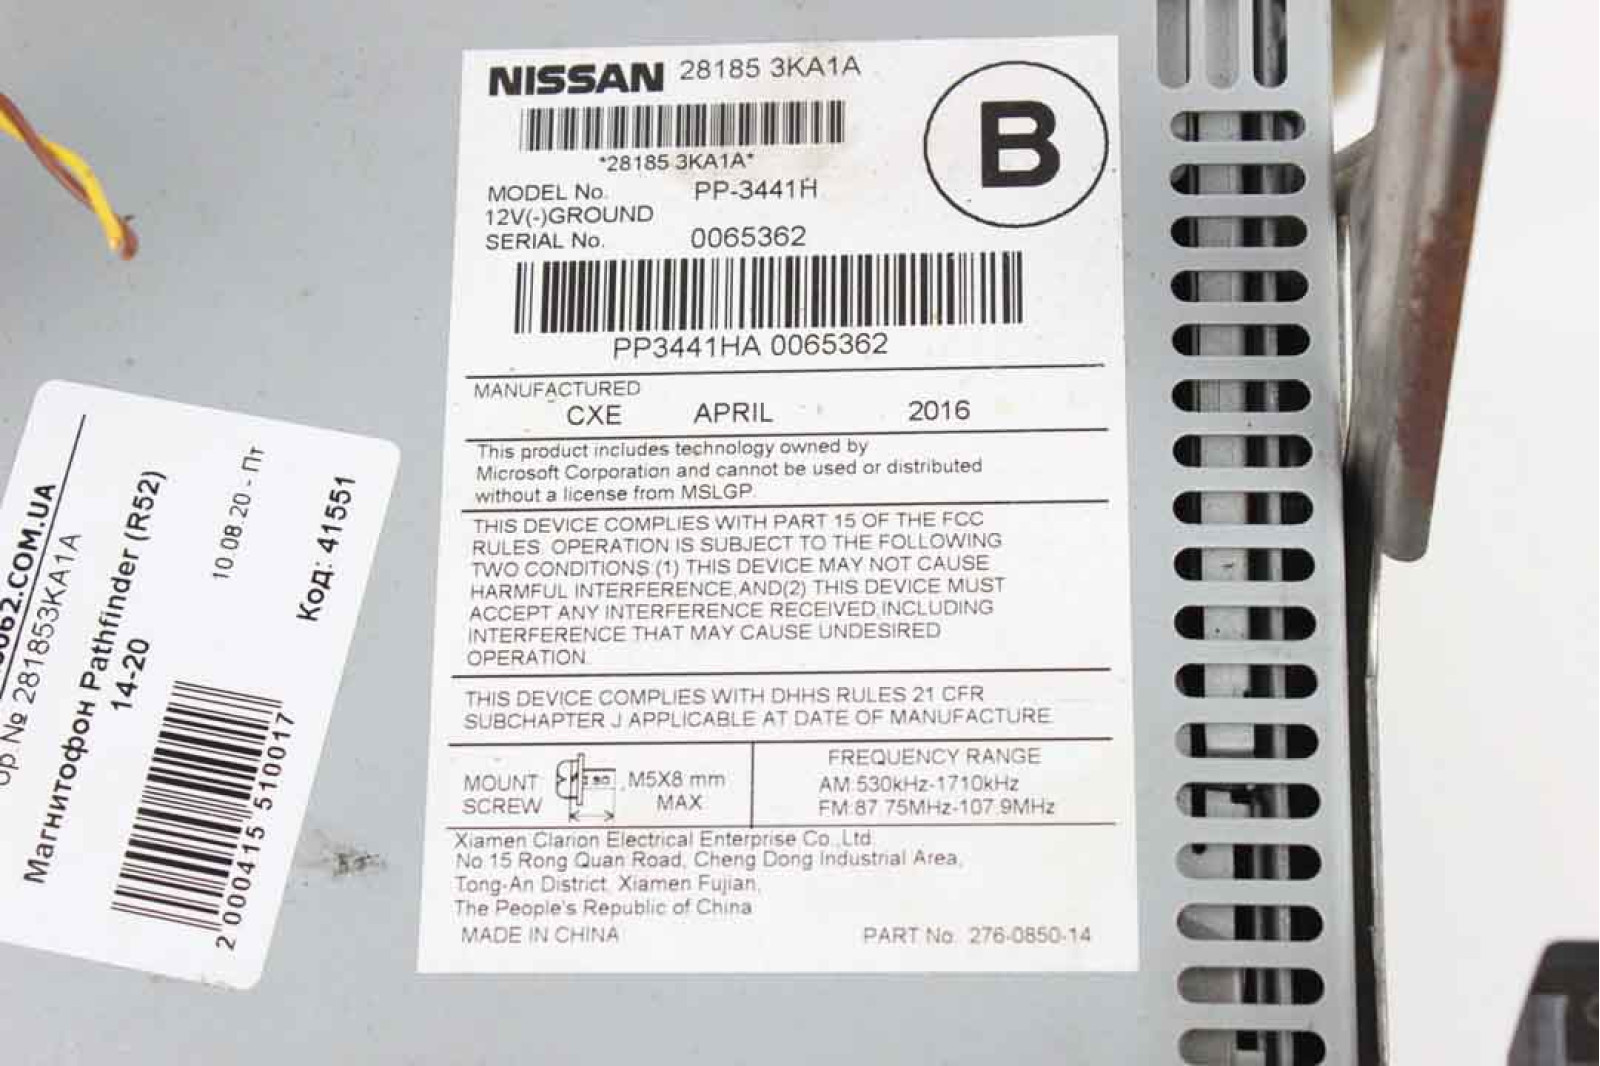 NISSAN 28185 3KA1A
B
*28185 3KA1A*
MODEL No. PP-3441H
12V(-)GROUND
SERIAL No. 0065362
PP3441HA 0065362
MANUFACTURED
CXE APRIL 2016
This product includes technology owned by
Microsoft Corporation and cannot be used or distributed
without a license from MSLGP.
THIS DEVICE COMPLIES WITH PART 15 OF THE FCC
RULES. OPERATION IS SUBJECT TO THE FOLLOWING
TWO CONDITIONS:(1) THIS DEVICE MAY NOT CAUSE
HARMFUL INTERFERENCE,AND(2) THIS DEVICE MUST
ACCEPT ANY INTERFERENCE RECEIVED,INCLUDING
INTERFERENCE THAT MAY CAUSE UNDESIRED
OPERATION.
THIS DEVICE COMPLIES WITH DHHS RULES 21 CFR
SUBCHAPTER J APPLICABLE AT DATE OF MANUFACTURE.
MOUNT
SCREW
M5X8 mm
MAX
FREQUENCY RANGE
AM:530kHz-1710kHz
FM:87.75MHz-107.9MHz
Xiamen Clarion Electrical Enterprise Co.,Ltd.
No 15 Rong Quan Road, Cheng Dong Industrial Area,
Tong-An District, Xiamen Fujian,
The People's Republic of China
MADE IN CHINA PART No. 276-0850-14
062.COM.UA
Ор.№ 281853KA1A
Магнитофон Pathfinder (R52)
14-20
10.08.20 - Пт
Код: 41551
2 000415 510017